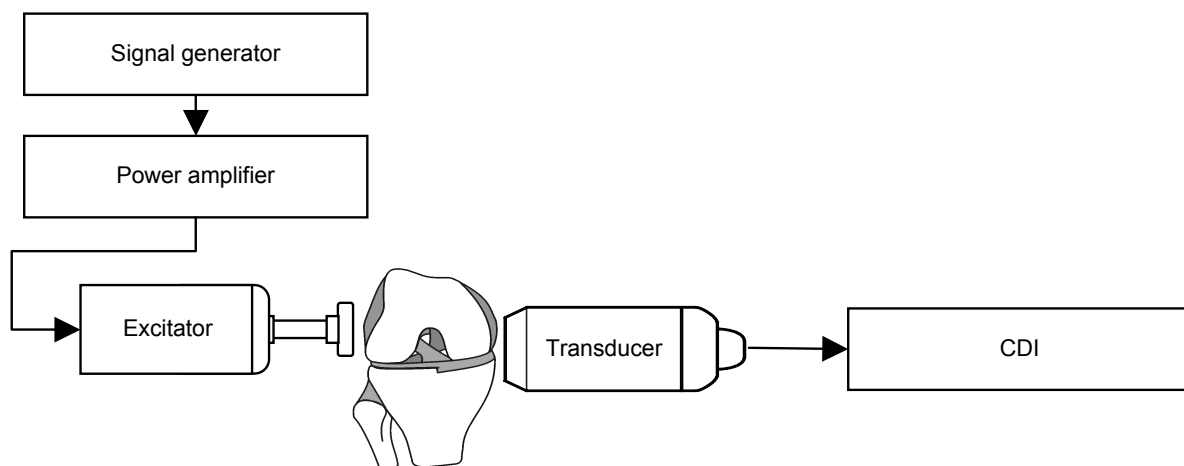 Signal generator
Power amplifier
Excitator
Transducer
CDI